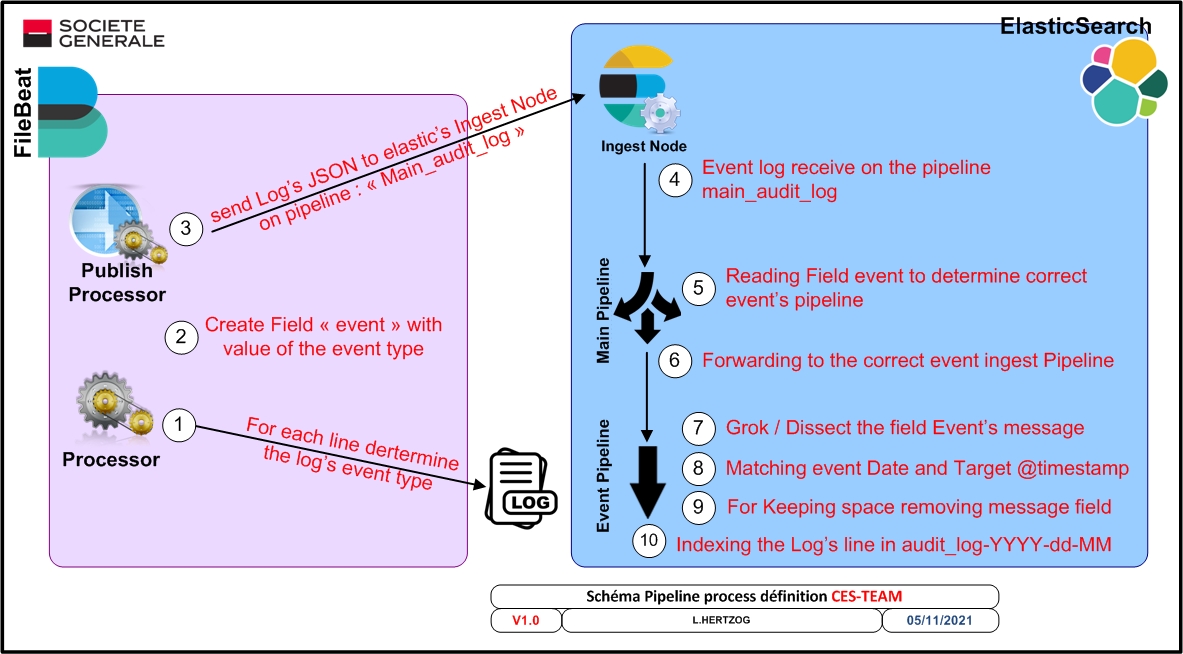 SOCIETE
GENERALE
ElasticSearch
FileBeat
Ingest Node
3
send Log's JSON to elastic's Ingest Node
on pipeline : « Main_audit_log »
Publish
Processor
2
Create Field « event » with
value of the event type
1
For each line dertermine
the log's event type
Processor
LOG
4
Event log receive on the pipeline
main_audit_log
Main Pipeline
5
Reading Field event to determine correct
event's pipeline
6
Forwarding to the correct event ingest Pipeline
Event Pipeline
7
Grok / Dissect the field Event's message
8
Matching event Date and Target @timestamp
9
For Keeping space removing message field
10
Indexing the Log's line in audit_log-YYYY-dd-MM
Schéma Pipeline process définition CES-TEAM
V1.0
L.HERTZOG
05/11/2021